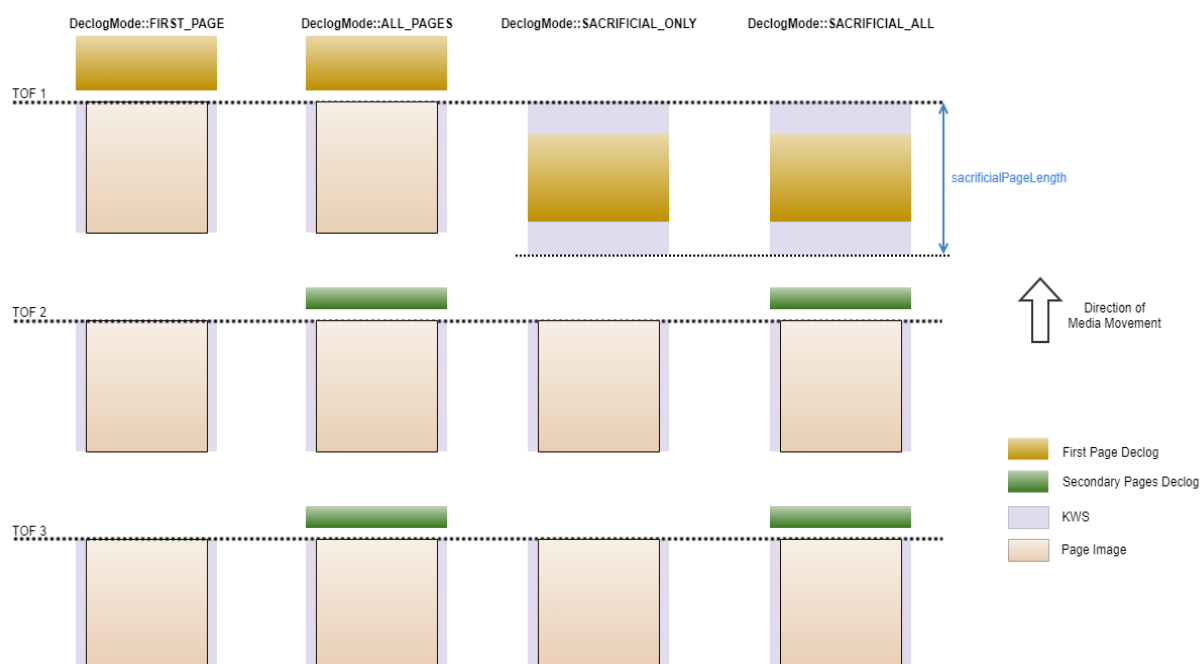 DeclogMode::FIRST_PAGE
DeclogMode::ALL_PAGES
DeclogMode::SACRIFICIAL_ONLY
DeclogMode::SACRIFICIAL_ALL
TOF 1
sacrificialPageLength
TOF 2
Direction of
Media Movement
First Page Declog
Secondary Pages Declog
KWS
TOF 3
Page Image